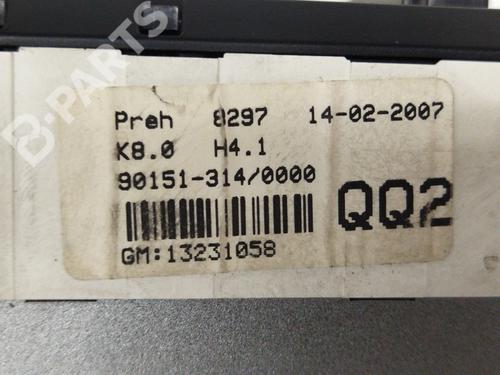 B-PARTS
Preh 8297 14-02-2007
K8.0 H4.1
90151-314/0000
QQ2
GM:13231058